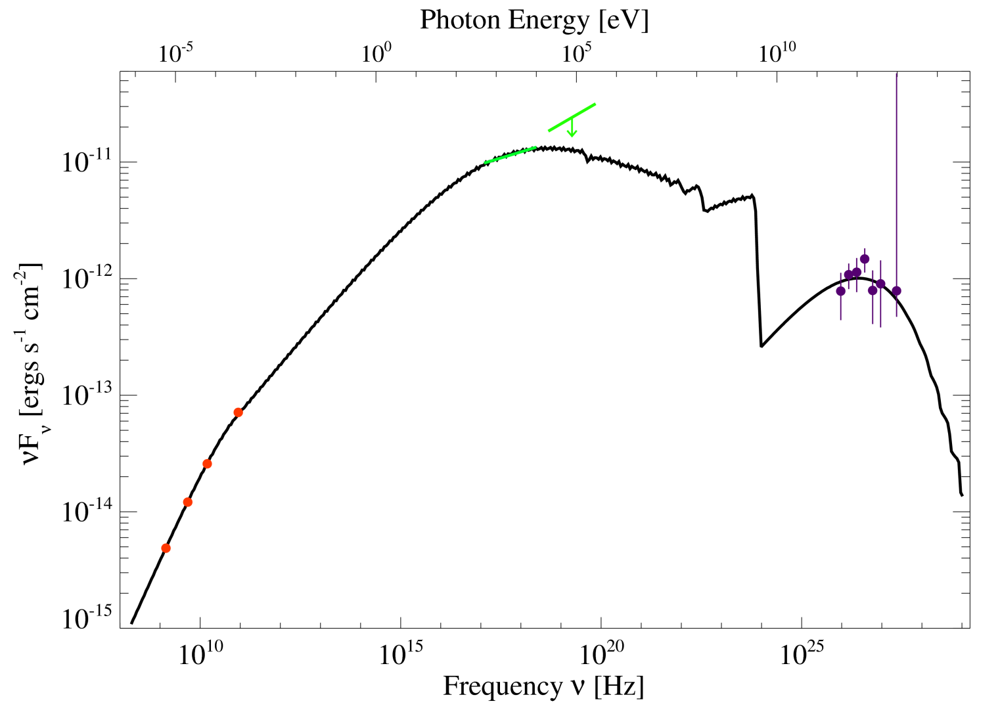 Photon Energy [eV]
10^-5 10^0 10^5 10^10
10^-11
10^-12
10^-13
10^-14
10^-15
νF_ν [ergs s^-1 cm^-2]
10^10 10^15 10^20 10^25
Frequency ν [Hz]